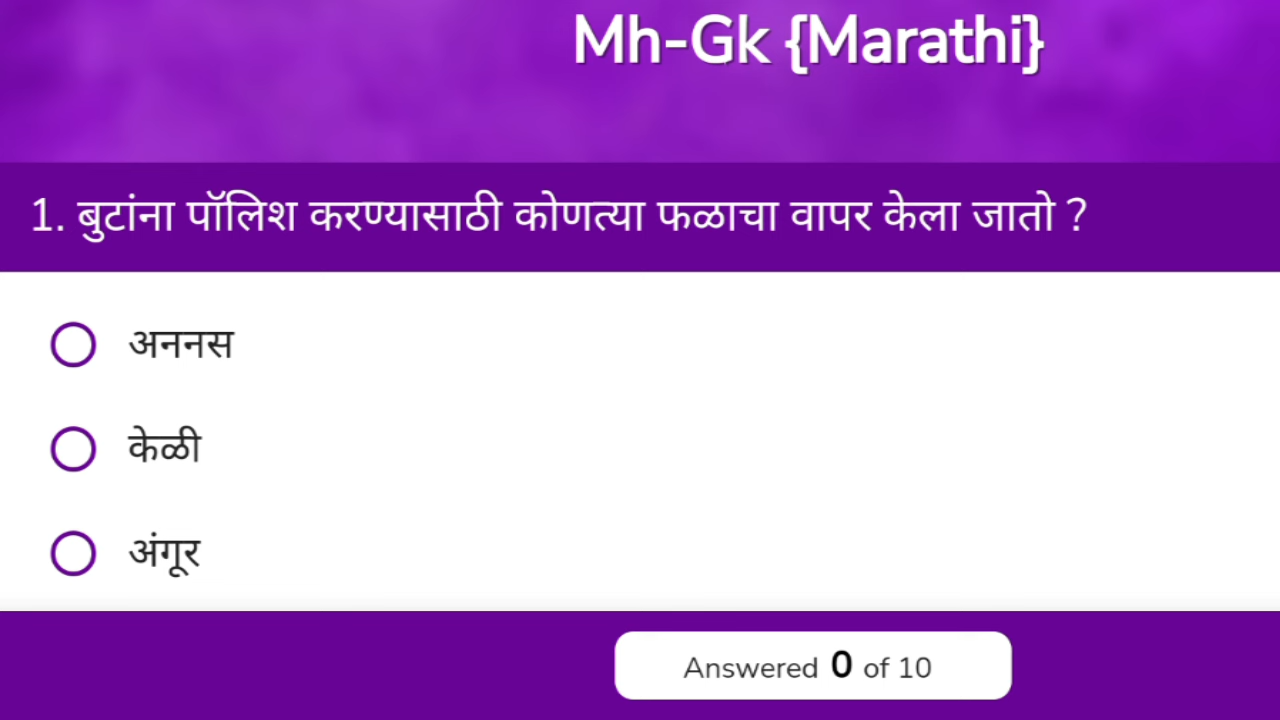 Mh-Gk {Marathi}
1. बुटांना पॉलिश करण्यासाठी कोणत्या फळाचा वापर केला जातो ?
अननस
केळी
अंगूर
Answered 0 of 10